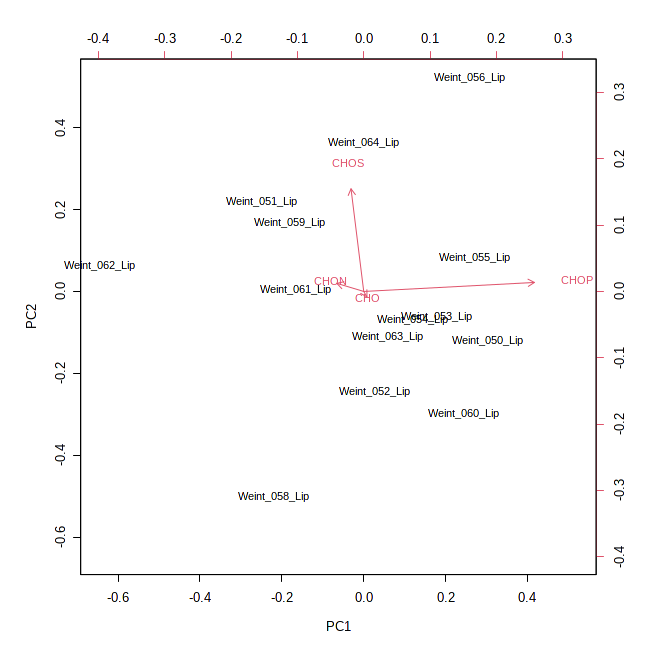 -0.4 -0.3 -0.2 -0.1 0.0 0.1 0.2 0.3
Weint_056_Lip
0.3
0.4
Weint_064_Lip
CHOS
0.2
Weint_051_Lip
0.2
Weint_059_Lip
0.1
Weint_055_Lip
Weint_062_Lip
CHON
CHOP
Weint_061_Lip
0.0
0.0
CHO
PC2
Weint_053_Lip
Weint_054_Lip
Weint_063_Lip
Weint_050_Lip
-0.1
-0.2
Weint_052_Lip
Weint_060_Lip
-0.2
-0.4
Weint_058_Lip
-0.3
-0.6
-0.4
-0.6 -0.4 -0.2 0.0 0.2 0.4
PC1